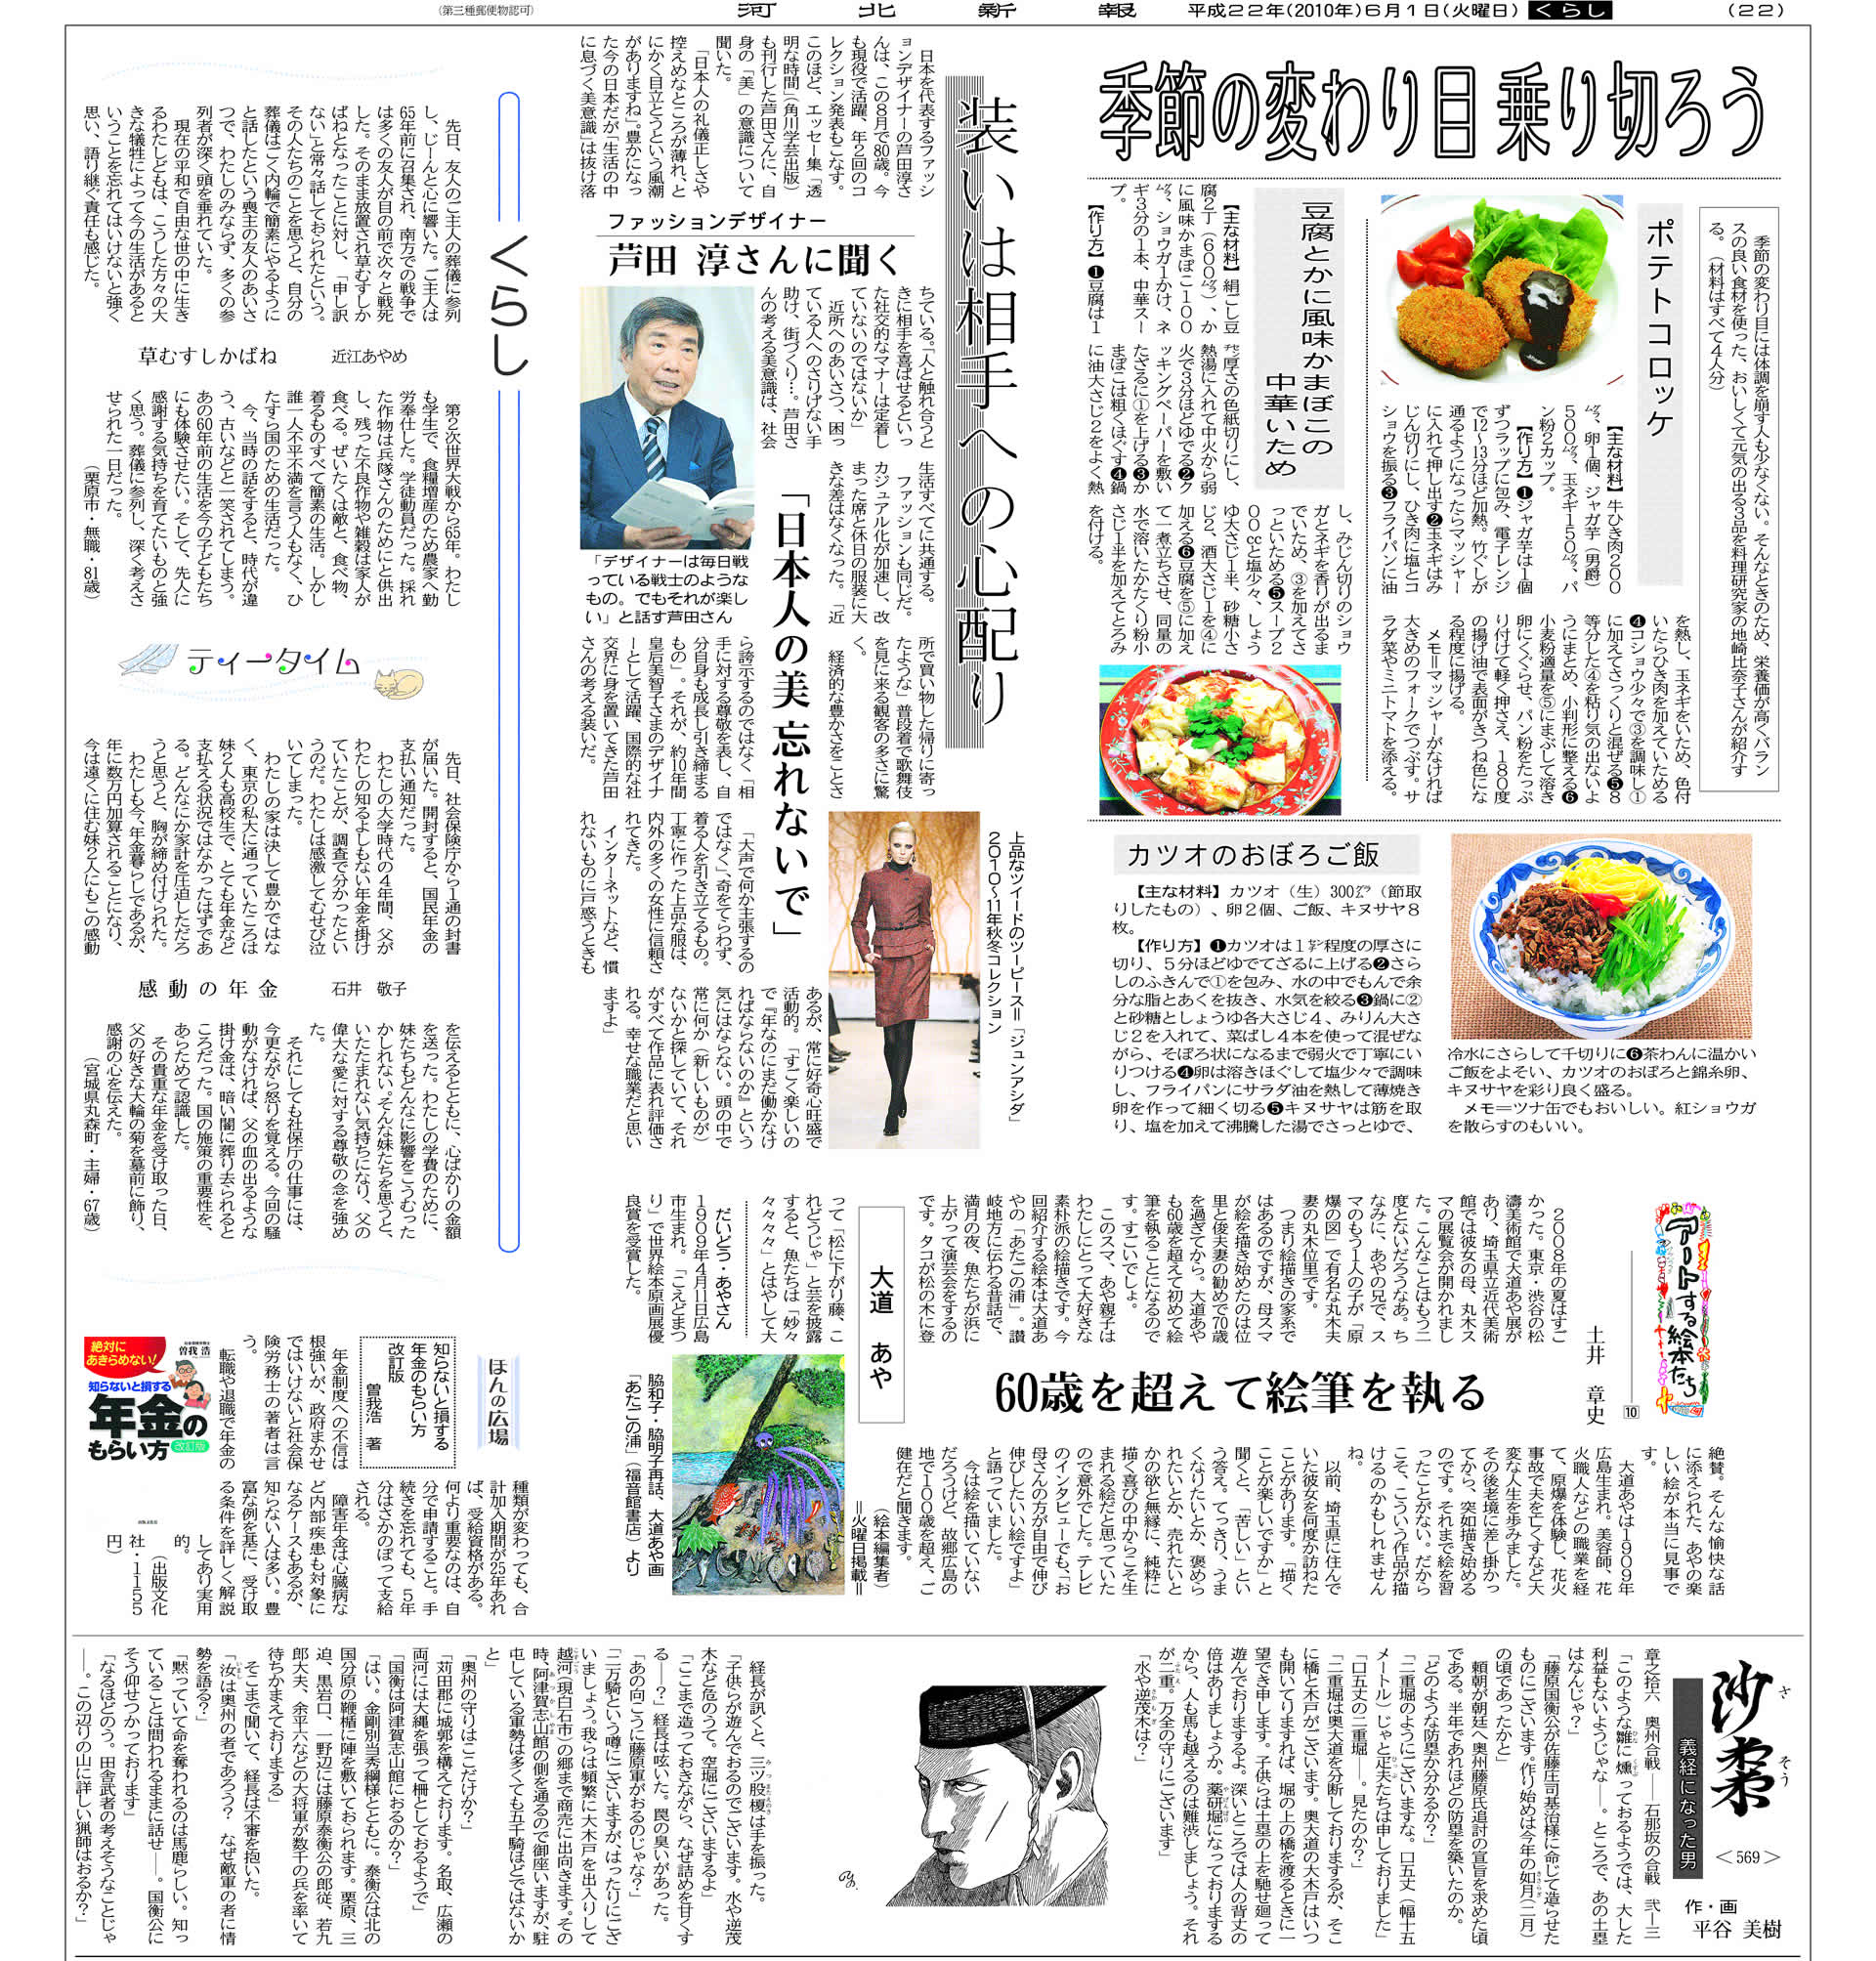 (第三種郵便物認可)
河北新報
平成22年(2010年)6月1日(火曜日)
くらし
(22)
季節の変わり目 乗り切ろう
季節の変わり目には体調を崩す人も少なくない。そんなときのため、栄養価が高くバラン
スの良い食材を使った、おいしくて元気の出る3品を料理研究家の地崎比奈子さんが紹介す
る。(材料はすべて4人分)
ポテトコロッケ
【主な材料】牛ひき肉200
㌘、卵1個、ジャガ芋(男爵)
500㌘、玉ネギ150㌘、パ
ン粉2カップ。
【作り方】❶ジャガ芋は1個
ずつラップに包み、電子レンジ
で12~13分ほど加熱。竹ぐしが
通るようになったらマッシャー
に入れて押し出す❷玉ネギはみ
じん切りにし、ひき肉に塩とコ
ショウを振る❸フライパンに油
を熱し、玉ネギをいため、色付
いたらひき肉を加えていためる
❹コショウ少々で③を調味し①
に加えてさっくりと混ぜる❺8
等分した④を粘り気の出ないよ
うにまとめ、小判形に整える❻
小麦粉適量を⑤にまぶして溶き
卵にくぐらせ、パン粉をたっぷ
り付けて軽く押さえ、180度
の揚げ油で表面がきつね色にな
る程度に揚げる。
メモ=マッシャーがなければ
大きめのフォークでつぶす。サ
ラダ菜やミニトマトを添える。
豆腐とかに風味かまぼこの
中華いため
【主な材料】絹ごし豆
腐2丁(600㌘)、か
に風味かまぼこ100
㌘、ショウガ1かけ、ネ
ギ3分の1本、中華スー
プ。
【作り方】❶豆腐は1
㌢厚さの色紙切りにし、
熱湯に入れて中火から弱
火で3分ほどゆでる❷ク
ッキングペーパーを敷い
たざるに①を上げる❸か
まぼこは粗くほぐす❹鍋
に油大さじ2をよく熱
し、みじん切りのショウ
ガとネギを香りが出るま
でいため、③を加えてさ
っといためる❺スープ2
00ccと塩少々、しょう
ゆ大さじ1半、砂糖小さ
じ2、酒大さじ1を④に
加える❻豆腐を⑤に加え
て一煮立ちさせ、同量の
水で溶いたかたくり粉小
さじ1半を加えてとろみ
を付ける。
カツオのおぼろご飯
【主な材料】カツオ(生)300㌘(節取
りしたもの)、卵2個、ご飯、キヌサヤ8
枚。
【作り方】❶カツオは1㌢程度の厚さに
切り、5分ほどゆでてざるに上げる❷さら
しのふきんで①を包み、水の中でもんで余
分な脂とあくを抜き、水気を絞る❸鍋に②
と砂糖としょうゆ各大さじ4、みりん大さ
じ2を入れて、菜ばし4本を使って混ぜな
がら、そぼろ状になるまで弱火で丁寧にい
りつける❹卵は溶きほぐして塩少々で調味
し、フライパンにサラダ油を熱して薄焼き
卵を作って細く切る❺キヌサヤは筋を取
り、塩を加えて沸騰した湯でさっとゆで、
冷水にさらして千切りに❻茶わんに温かい
ご飯をよそい、カツオのおぼろと錦糸卵、
キヌサヤを彩り良く盛る。
メモ=ツナ缶でもおいしい。紅ショウガ
を散らすのもいい。
装いは相手への心配り
「日本人の美 忘れないで」
ファッションデザイナー
芦田 淳さんに聞く
日本を代表するファッシ
ョンデザイナーの芦田淳さ
んは、この8月で80歳。今
も現役で活躍、年2回のコ
レクション発表もこなす。
このほど、エッセー集「透
明な時間」(角川学芸出版)
も刊行した芦田さんに、自
身の「美」の意識について
聞いた。
「日本人の礼儀正しさや
控えめなところが薄れ、と
にかく目立とうという風潮
がありますね」。豊かになっ
た今の日本だが「生活の中
に息づく美意識」は抜け落
ちている。「人と触れ合うと
きに相手を喜ばせるといっ
た社交的なマナーは定着し
ていないのではないか」
近所へのあいさつ、困っ
ている人へのさりげない手
助け、街づくり…。芦田さ
んの考える美意識は、社会
生活すべてに共通する。
ファッションも同じだ。
カジュアル化が加速し、改
まった席と休日の服装に大
きな差はなくなった。「近
所で買い物した帰りに寄っ
たような」普段着で歌舞伎
を見に来る観客の多さに驚
く。
経済的な豊かさをことさ
ら誇示するのではなく「相
手に対する尊敬を表し、自
分自身も成長し引き締まる
もの」。それが、約10年間
皇后美智子さまのデザイナ
ーとして活躍、国際的な社
交界に身を置いてきた芦田
さんの考える装いだ。
「大声で何か主張するの
ではなく」、奇をてらわず、
着る人を引き立てるもの。
丁寧に作った上品な服は、
内外の多くの女性に信頼さ
れてきた。
インターネットなど、慣
れないものに戸惑うときも
あるが、常に好奇心旺盛で
活動的。「すごく楽しいの
で『年なのにまだ働かなけ
ればならないのか』という
気にはならない。頭の中で
常に何か(新しいものが)
ないかと探していて、それ
がすべて作品に表れ評価さ
れる。幸せな職業だと思い
ますよ」
「デザイナーは毎日戦
っている戦士のような
もの。でもそれが楽し
い」と話す芦田さん
上品なツイードのツーピース=「ジュンアシダ」
2010~11年秋冬コレクション
くらし
先日、友人のご主人の葬儀に参列
し、じーんと心に響いた。ご主人は
65年前に召集され、南方での戦争で
は多くの友人が目の前で次々と戦死
した。そのまま放置され草むすしか
ばねとなったことに対し、「申し訳
ない」と常々話しておられたという。
その人たちのことを思うと、自分の
葬儀はごく内輪で簡素にやるように
と話したという喪主の友人のあいさ
つで、わたしのみならず、多くの参
列者が深く頭を垂れていた。
現在の平和で自由な世の中に生き
るわたしどもは、こうした方々の大
きな犠牲によって今の生活があると
いうことを忘れてはいけないと強く
思い、語り継ぐ責任も感じた。
草むすしかばね
近江あやめ
第2次世界大戦から65年。わたし
も学生で、食糧増産のため農家へ勤
労奉仕した。学徒動員だった。採れ
た作物は兵隊さんのためにと供出
し、残った不良作物や雑穀は家人が
食べる。ぜいたくは敵と、食べ物、
着るものすべて簡素の生活。しかし
誰一人不平不満を言う人もなく、ひ
たすら国のための生活だった。
今、当時の話をすると、時代が違
う、古いなどと一笑されてしまう。
あの60年前の生活を今の子どもたち
にも体験させたい。そして、先人に
感謝する気持ちを育てたいものと強
く思う。葬儀に参列し、深く考えさ
せられた一日だった。
(栗原市・無職・81歳)
ティータイム
先日、社会保険庁から1通の封書
が届いた。開封すると、国民年金の
支払い通知だった。
わたしの大学時代の4年間、父が
わたしの知るよしもない年金を掛け
ていたことが、調査で分かったとい
うのだ。わたしは感激してむせび泣
いてしまった。
わたしの家は決して豊かではな
く、東京の私大に通っていたころは
妹2人も高校生で、とても年金など
支払える状況ではなかったはずであ
る。どんなにか家計を圧迫しただろ
うと思うと、胸が締め付けられた。
わたしも今、年金暮らしであるが、
年に数万円加算されることになり、
今は遠くに住む妹2人にもこの感動
感動の年金
石井 敬子
を伝えるとともに、心ばかりの金額
を送った。わたしの学費のために、
妹たちもどんなに影響をこうむった
かしれない。そんな妹たちを思うと、
いたたまれない気持ちになり、父の
偉大な愛に対する尊敬の念を強め
た。
それにしても社保庁の仕事には、
今更ながら怒りを覚える。今回の騒
動がなければ、父の血の出るような
掛け金は、暗い闇に葬り去られると
ころだった。国の施策の重要性を、
あらためて認識した。
その貴重な年金を受け取った日、
父の好きな大輪の菊を墓前に飾り、
感謝の心を伝えた。
(宮城県丸森町・主婦・67歳)
アートする絵本たち
土井 章史
10
60歳を超えて絵筆を執る
大道 あや
2008年の夏はすご
かった。東京・渋谷の松
濤美術館で大道あや展が
あり、埼玉県立近代美術
館では彼女の母、丸木ス
マの展覧会が開かれまし
た。こんなことはもう二
度とないだろうなあ。ち
なみに、あやの兄で、ス
マのもう1人の子が「原
爆の図」で有名な丸木夫
妻の丸木位里です。
つまり絵描きの家系で
はあるのですが、母スマ
が絵を描き始めたのは位
里と俊夫妻の勧めで70歳
を過ぎてから。大道あや
も60歳を超えて初めて絵
筆を執ることになるので
す。すごいでしょ。
このスマ、あや親子は
わたしにとって大好きな
素朴派の絵描きです。今
回紹介する絵本は大道あ
やの「あたごの浦」。讃
岐地方に伝わる昔話で、
満月の夜、魚たちが浜に
上がって演芸会をするの
です。タコが松の木に登
って「松に下がり藤、こ
れどうじゃ」と芸を披露
すると、魚たちは「妙々
々々々々」とはやして大
絶賛。そんな愉快な話
に添えられた、あやの楽
しい絵が本当に見事で
す。
大道あやは1909年
広島生まれ。美容師、花
火職人などの職業を経
て、原爆を体験し、花火
事故で夫を亡くすなど大
変な人生を歩みました。
その後老境に差し掛かっ
てから、突如描き始める
のです。それまで絵を習
ったことがない。だから
こそ、こういう作品が描
けるのかもしれません
ね。
以前、埼玉県に住んで
いた彼女を何度か訪ねた
ことがあります。「描く
ことが楽しいですか」と
聞くと、「苦しい」とい
う答え。てっきり、うま
くなりたいとか、褒めら
れたいとか、売れたいと
かの欲と無縁に、純粋に
描く喜びの中からこそ生
まれる絵だと思っていた
ので意外でした。テレビ
のインタビューでも、「お
母さんの方が自由で伸び
伸びしたいい絵ですよ」
と語っていました。
今は絵を描いていない
だろうけど、故郷広島の
地で100歳を超え、ご
健在だと聞きます。
(絵本編集者)
=火曜日掲載=
だいどう・あやさん
1909年4月11日広島
市生まれ。「こえどまつ
り」で世界絵本原画展優
良賞を受賞した。
脇和子・脇明子再話、大道あや画
「あたごの浦」(福音館書店)より
ほんの広場
知らないと損する
年金のもらい方
改訂版
曽我浩 著
絶対に
あきらめない!
曽我 浩
知らないと損する
年金の
もらい方
改訂版
年金制度への不信は
根強いが、政府まかせ
ではいけないと社会保
険労務士の著者は言
う。
転職や退職で年金の
種類が変わっても、合
計加入期間が25年あれ
ば、受給資格がある。
何より重要なのは、自
分で申請すること。手
続きを忘れても、5年
分はさかのぼって支給
される。
障害年金は心臓病な
ど内部疾患も対象に
なるケースもあるが、
知らない人は多い。豊
富な例を基に、受け取
る条件を詳しく解説
してあり実用
的。
(出版文化
社・1155
円)
沙棗
さ そう
義経になった男
<569>
作・画
平谷 美樹
章之拾六 奥州合戦 ── 石那坂の合戦 弐─三
「このような雛に燻っておるようでは、大した
利益もないようじゃな──。ところで、あの土塁
はなんじゃ?」
「藤原国衡公が佐藤庄司基治様に命じて造らせた
ものにございます。作り始めは今年の如月(二月)
の頃であったかと」
頼朝が朝廷へ奥州藤原氏追討の宣旨を求めた頃
である。半年であれほどの防塁を築いたのか。
「どのような防塁か分かるか?」
「二重堀のようにございますな。口五丈(幅十五
メートル)じゃと疋夫たちは申しておりました」
「口五丈の二重堀──。見たのか?」
「二重堀は奥大道を分断しておりまするが、そこ
に橋と木戸がございます。奥大道の大木戸はいつ
も開いてりますれば、堀の上の橋を渡るときに一
望でき申します。子供らは土塁の上を馳せ廻って
遊んでおりまするよ。深いところでは人の背丈の
倍はありましょうか。薬研堀になっておりまする
から、人も馬も越えるのは難渋しましょう。それ
が二重。万全の守りにございます」
「水や逆茂木は?」
経長が訊くと、三ツ股榎は手を振った。
「子供らが遊んでおるのでございます。水や逆茂
木など危のうて。空堀にございまするよ」
「ここまで造っておきながら、なぜ詰めを甘くす
る──?」経長は呟いた。罠の臭いがあった。
「あの向こうに藤原軍がおるのじゃな?」
「二万騎という噂にございますが、はったりにござ
いましょう。我らは頻繁に大木戸を出入りして
越河(現白石市)の郷まで商売に出向きます。その
時、阿津賀志山館の側を通るので御座いますが、駐
屯している軍勢は多くても五千騎ほどではないか
と」
「奥州の守りはここだけか?」
「苅田郡に城郭を構えております。名取、広瀬の
両河には大縄を張って柵としておるようで」
「国衡は阿津賀志山館におるのか?」
「はい。金剛別当秀綱様とともに。泰衡公は北の
国分原の鞭楯に陣を敷いておられます。栗原、三
迫、黒岩口、一野辺には藤原泰衡公の郎従、若九
郎大夫、余平六などの大将軍が数千の兵を率いて
待ちかまえておりまする」
そこまで聞いて、経長は不審を抱いた。
「汝は奥州の者であろう? なぜ敵軍の者に情
勢を語る?」
「黙っていて命を奪われるのは馬鹿らしい。知っ
ていることは問われるままに話せ──。国衡公に
そう仰せつかっております」
「なるほどのう。田舎武者の考えそうなことじゃ
──。この辺りの山に詳しい猟師はおるか?」